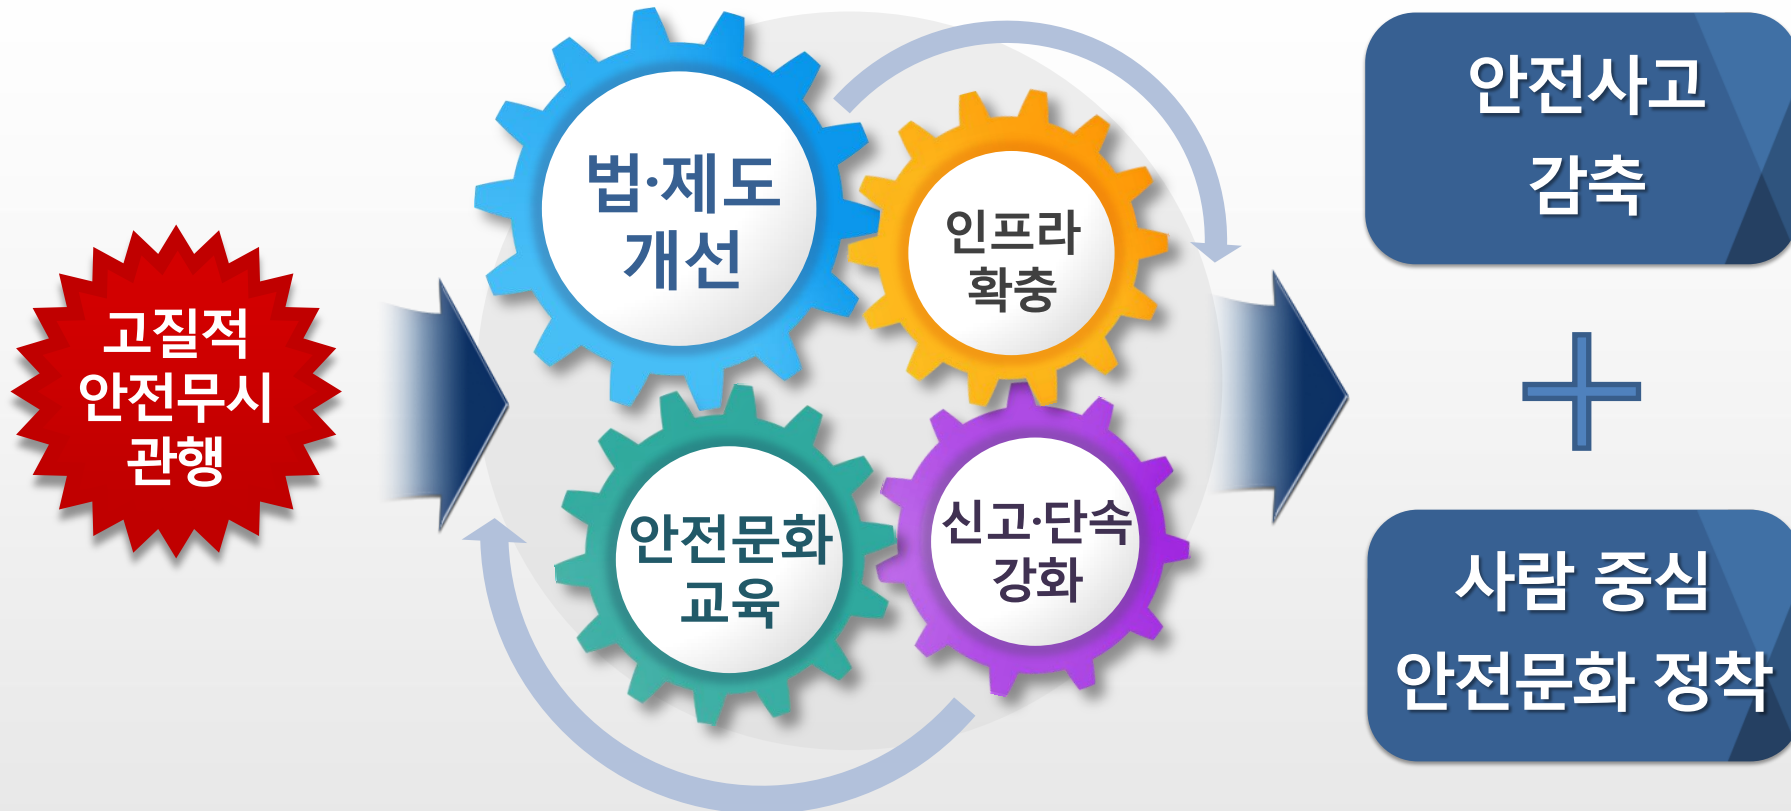 고질적
안전무시
관행
법·제도
개선
인프라
확충
안전문화
교육
신고·단속
강화
안전사고
감축
사람 중심
안전문화 정착